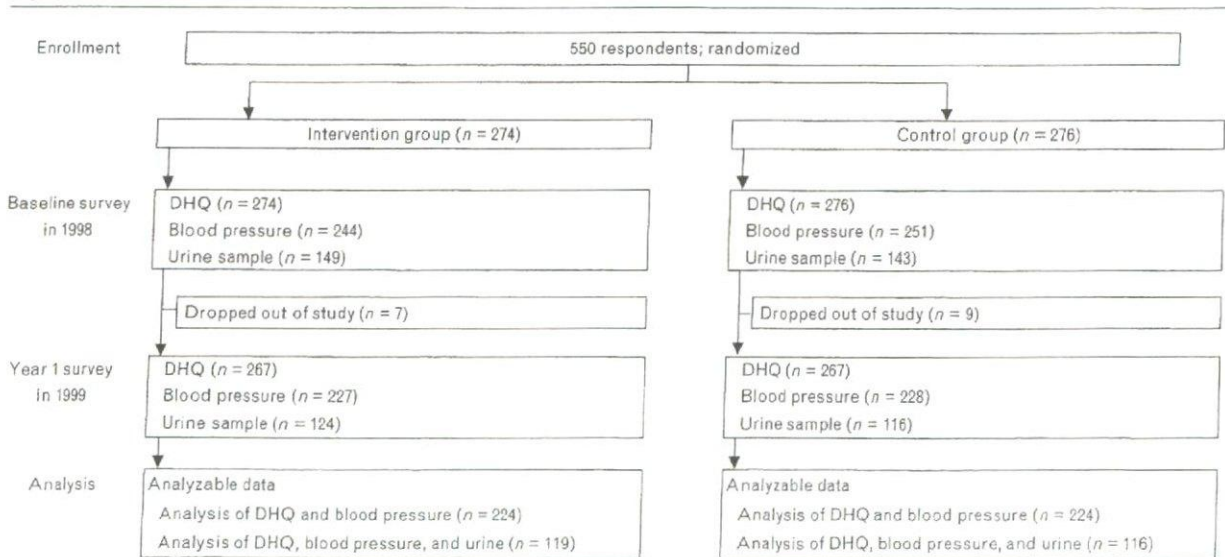 Enrollment
550 respondents; randomized
Intervention group (n = 274)
Control group (n = 276)
Baseline survey
in 1998
DHQ (n = 274)
Blood pressure (n = 244)
Urine sample (n = 149)
DHQ (n = 276)
Blood pressure (n = 251)
Urine sample (n = 143)
Dropped out of study (n = 7)
Dropped out of study (n = 9)
Year 1 survey
in 1999
DHQ (n = 267)
Blood pressure (n = 227)
Urine sample (n = 124)
DHQ (n = 267)
Blood pressure (n = 228)
Urine sample (n = 116)
Analysis
Analyzable data
Analysis of DHQ and blood pressure (n = 224)
Analysis of DHQ, blood pressure, and urine (n = 119)
Analyzable data
Analysis of DHQ and blood pressure (n = 224)
Analysis of DHQ, blood pressure, and urine (n = 116)